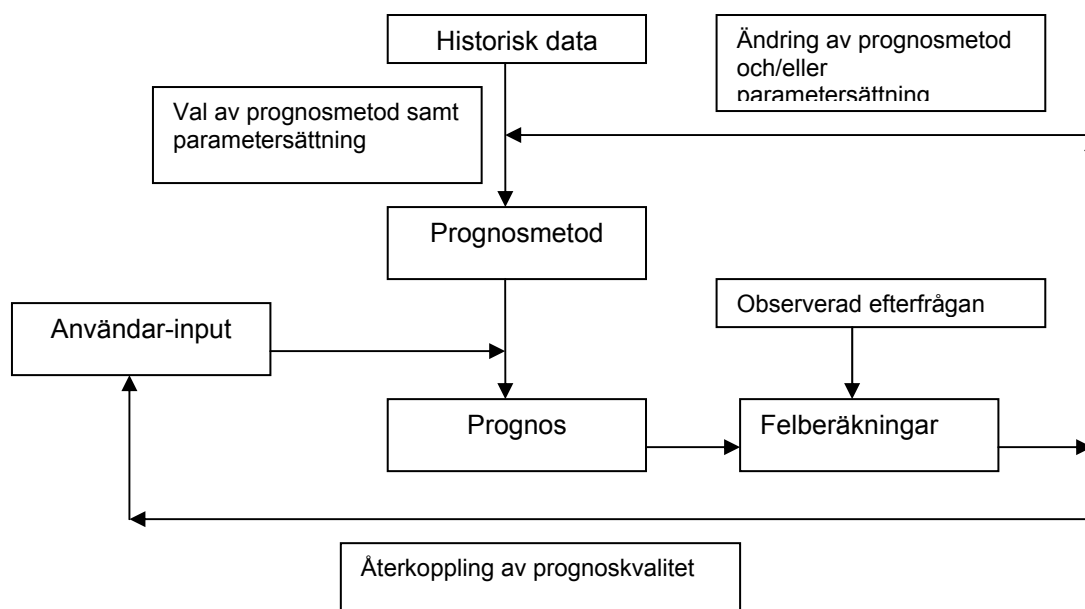 Historisk data
Ändring av prognosmetod
och/eller
parametersättning
Val av prognosmetod samt
parametersättning
Prognosmetod
Observerad efterfrågan
Användar-input
Prognos
Felberäkningar
Återkoppling av prognoskvalitet